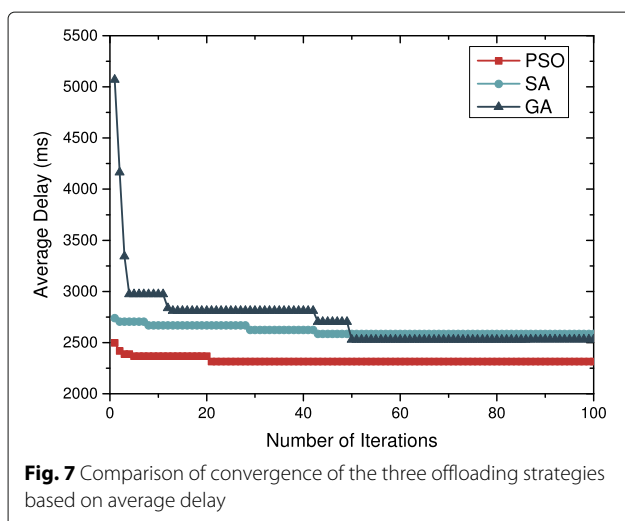 5500
5000
4500
4000
3500
3000
2500
2000
Average Delay (ms)
0
20
40
60
80
100
Number of Iterations
PSO
SA
GA
Fig. 7 Comparison of convergence of the three offloading strategies
based on average delay